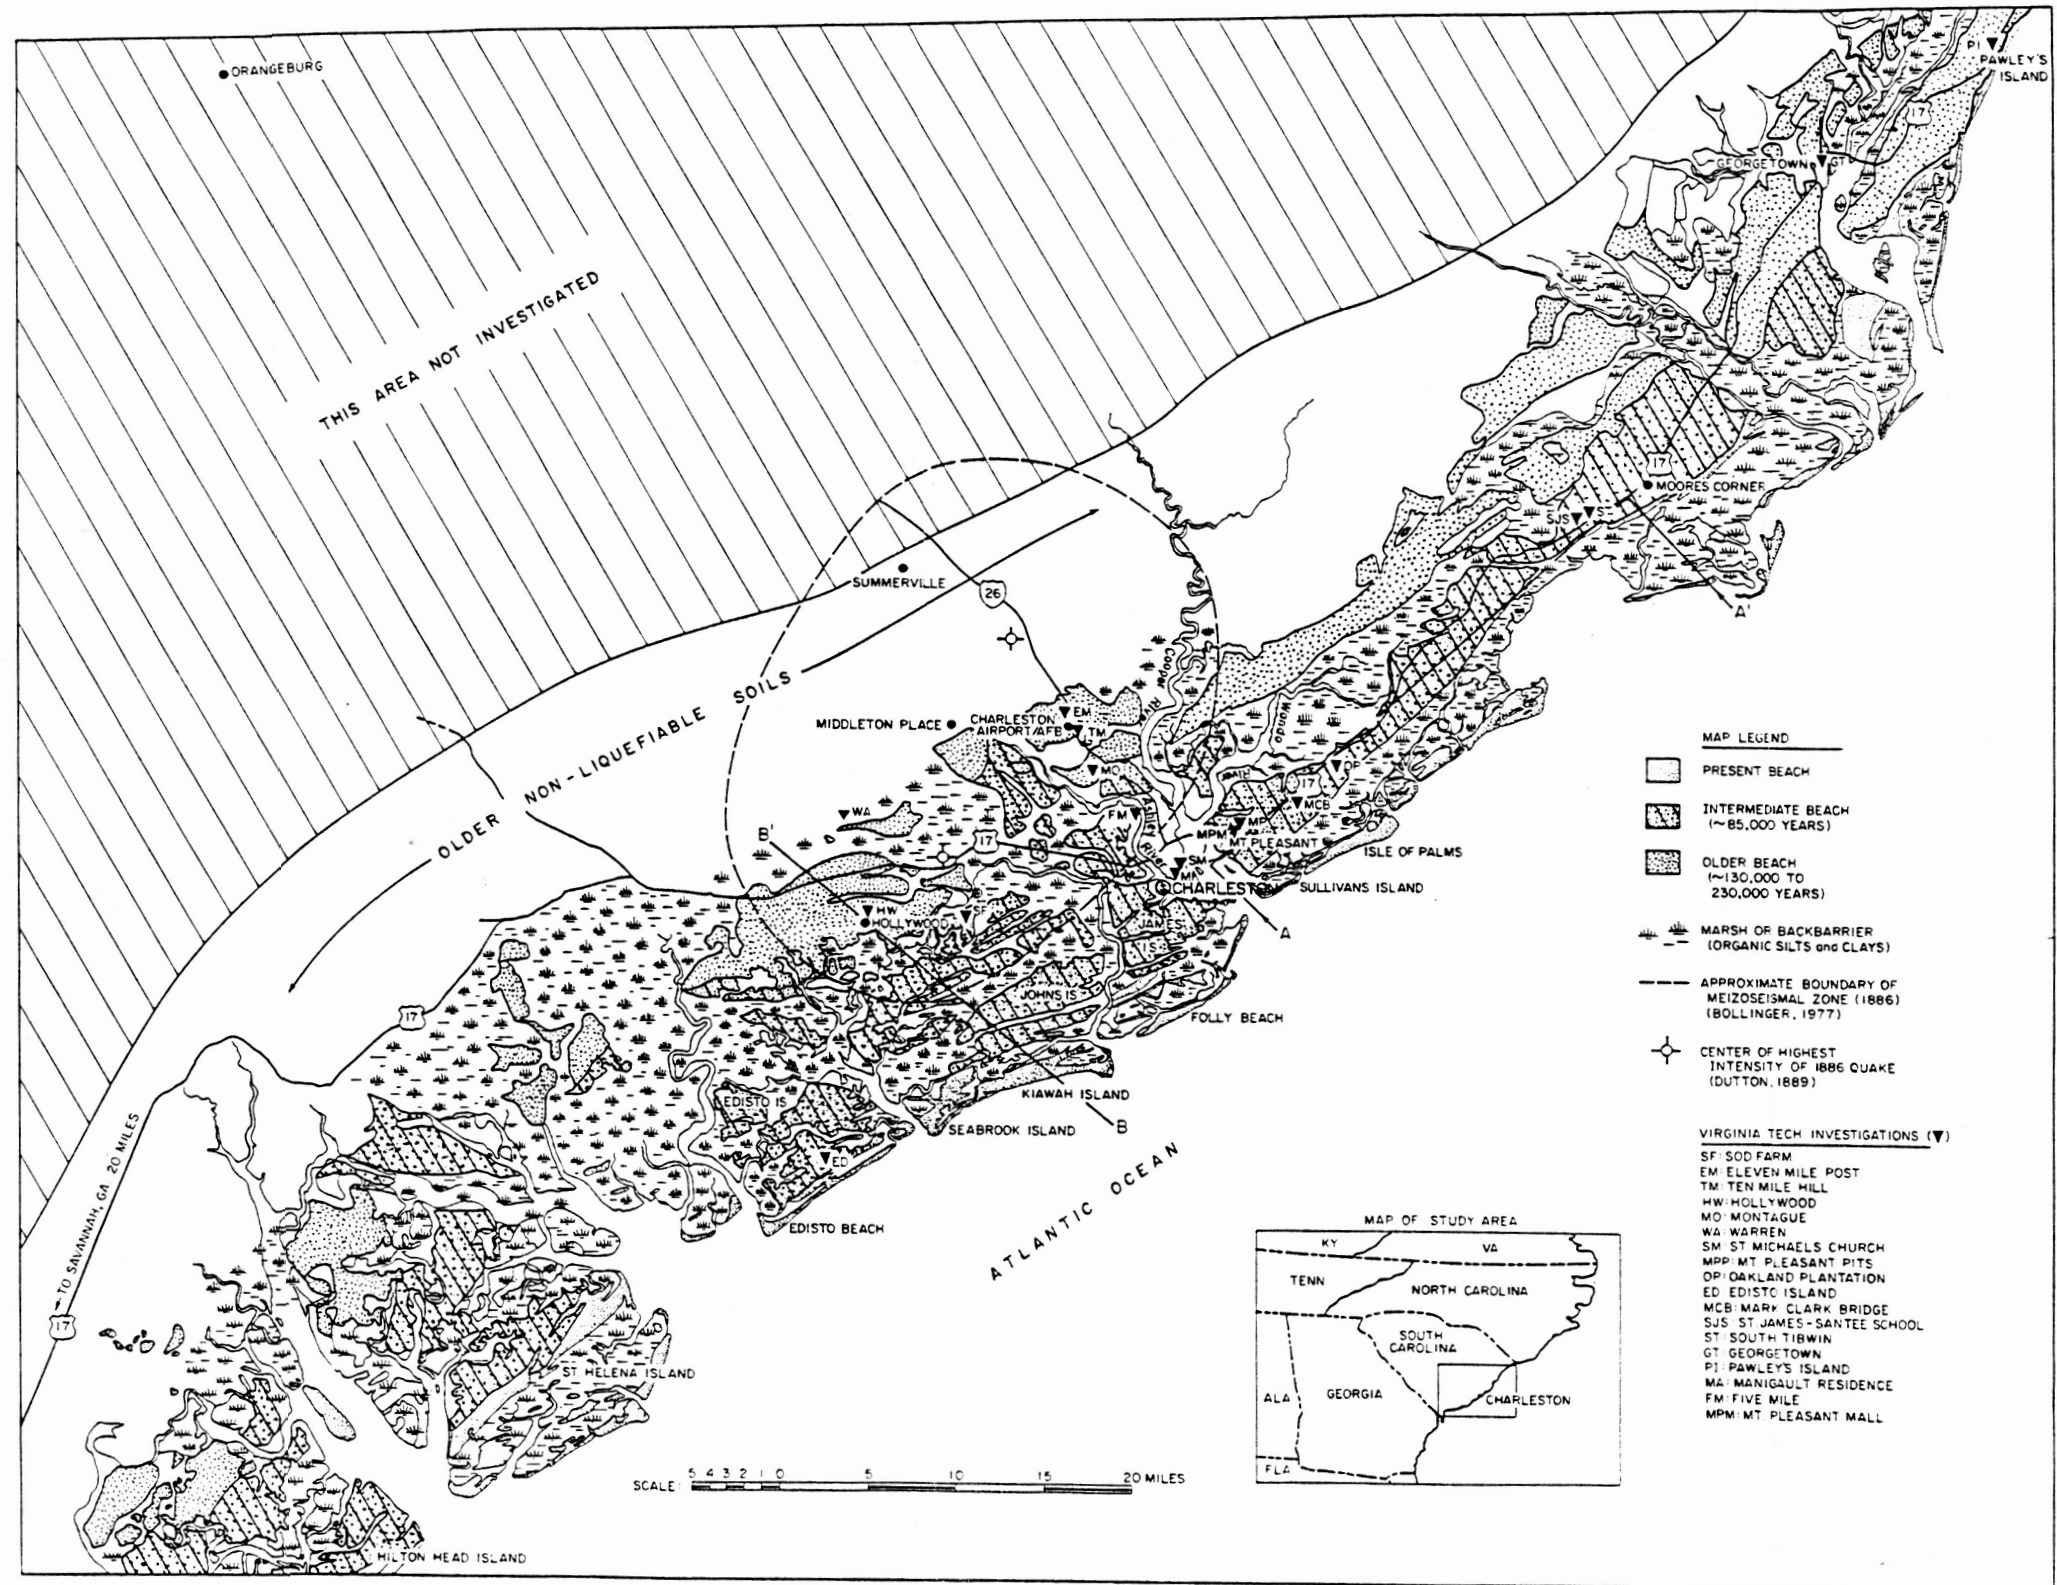 ORANGEBURG
PI
PAWLEY'S
ISLAND
17
GEORGETOWN
GT
THIS AREA NOT INVESTIGATED
17
MOORES CORNER
SJS
ST
A'
SUMMERVILLE
26
OLDER NON-LIQUEFIABLE SOILS
Cooper River
Wando River
MIDDLETON PLACE
CHARLESTON
AIRPORT/AFB
EM
TM
MO
WA
FM
Ashley River
OP
17
MCB
MP
MPM
MT PLEASANT
ISLE OF PALMS
B'
17
SM
MA
CHARLESTON
SULLIVANS ISLAND
HW
HOLLYWOOD
SF
JAMES
IS
A
JOHNS IS
FOLLY BEACH
17
KIAWAH ISLAND
EDISTO IS
SEABROOK ISLAND
B
ED
EDISTO BEACH
ATLANTIC OCEAN
TO SAVANNAH, GA 20 MILES
17
ST HELENA ISLAND
HILTON HEAD ISLAND
SCALE: 5 4 3 2 1 0 5 10 15 20 MILES
MAP LEGEND
PRESENT BEACH
INTERMEDIATE BEACH
(~85,000 YEARS)
OLDER BEACH
(~130,000 TO
230,000 YEARS)
MARSH OR BACKBARRIER
(ORGANIC SILTS and CLAYS)
APPROXIMATE BOUNDARY OF
MEIZOSEISMAL ZONE (1886)
(BOLLINGER, 1977)
CENTER OF HIGHEST
INTENSITY OF 1886 QUAKE
(DUTTON, 1889)
VIRGINIA TECH INVESTIGATIONS (▼)
SF: SOD FARM
EM: ELEVEN MILE POST
TM: TEN MILE HILL
HW: HOLLYWOOD
MO: MONTAGUE
WA: WARREN
SM: ST MICHAELS CHURCH
MPP: MT. PLEASANT PITS
OP: OAKLAND PLANTATION
ED: EDISTO ISLAND
MCB: MARK CLARK BRIDGE
SJS: ST. JAMES-SANTEE SCHOOL
ST: SOUTH TIBWIN
GT: GEORGETOWN
PI: PAWLEY'S ISLAND
MA: MANIGAULT RESIDENCE
FM: FIVE MILE
MPM: MT. PLEASANT MALL
MAP OF STUDY AREA
KY
VA
TENN
NORTH CAROLINA
SOUTH
CAROLINA
ALA
GEORGIA
CHARLESTON
FLA